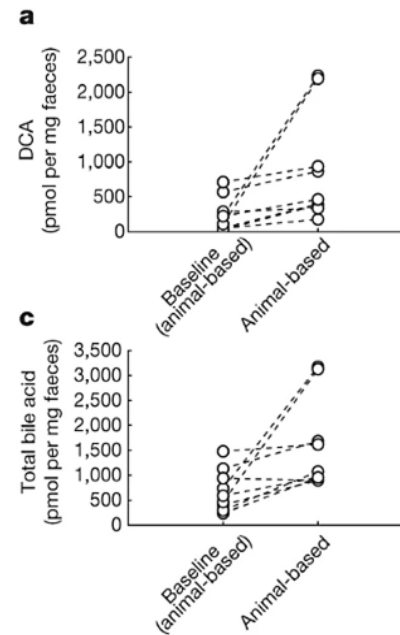 a
DCA
(pmol per mg faeces)
2,500
2,000
1,500
1,000
500
0
Baseline
(animal-based)
Animal-based
c
Total bile acid
(pmol per mg faeces)
3,500
3,000
2,500
2,000
1,500
1,000
500
0
Baseline
(animal-based)
Animal-based